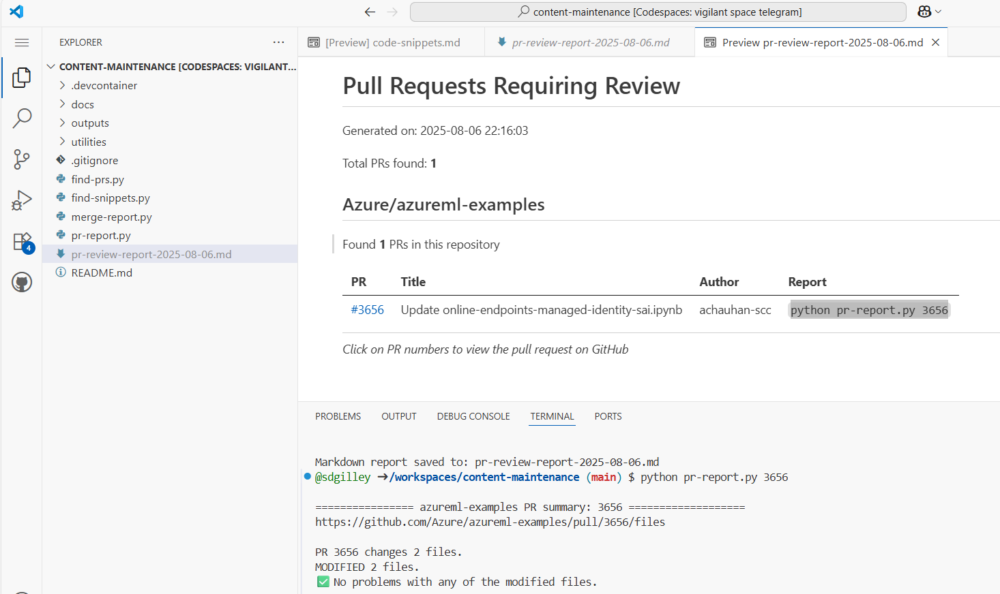 content-maintenance [Codespaces: vigilant space telegram]
EXPLORER
[Preview] code-snippets.md
pr-review-report-2025-08-06.md
Preview pr-review-report-2025-08-06.md
CONTENT-MAINTENANCE [CODESPACES: VIGILANT...
.devcontainer
docs
outputs
utilities
.gitignore
find-prs.py
find-snippets.py
merge-report.py
pr-report.py
pr-review-report-2025-08-06.md
README.md
4
Pull Requests Requiring Review
Generated on: 2025-08-06 22:16:03
Total PRs found: 1
Azure/azureml-examples
Found 1 PRs in this repository
PR Title Author Report
#3656 Update online-endpoints-managed-identity-sai.ipynb achauhan-scc python pr-report.py 3656
Click on PR numbers to view the pull request on GitHub
PROBLEMS OUTPUT DEBUG CONSOLE TERMINAL PORTS
Markdown report saved to: pr-review-report-2025-08-06.md
@sdgilley ➜/workspaces/content-maintenance (main) $ python pr-report.py 3656
================ azureml-examples PR summary: 3656 ===================
https://github.com/Azure/azureml-examples/pull/3656/files
PR 3656 changes 2 files.
MODIFIED 2 files.
✅ No problems with any of the modified files.